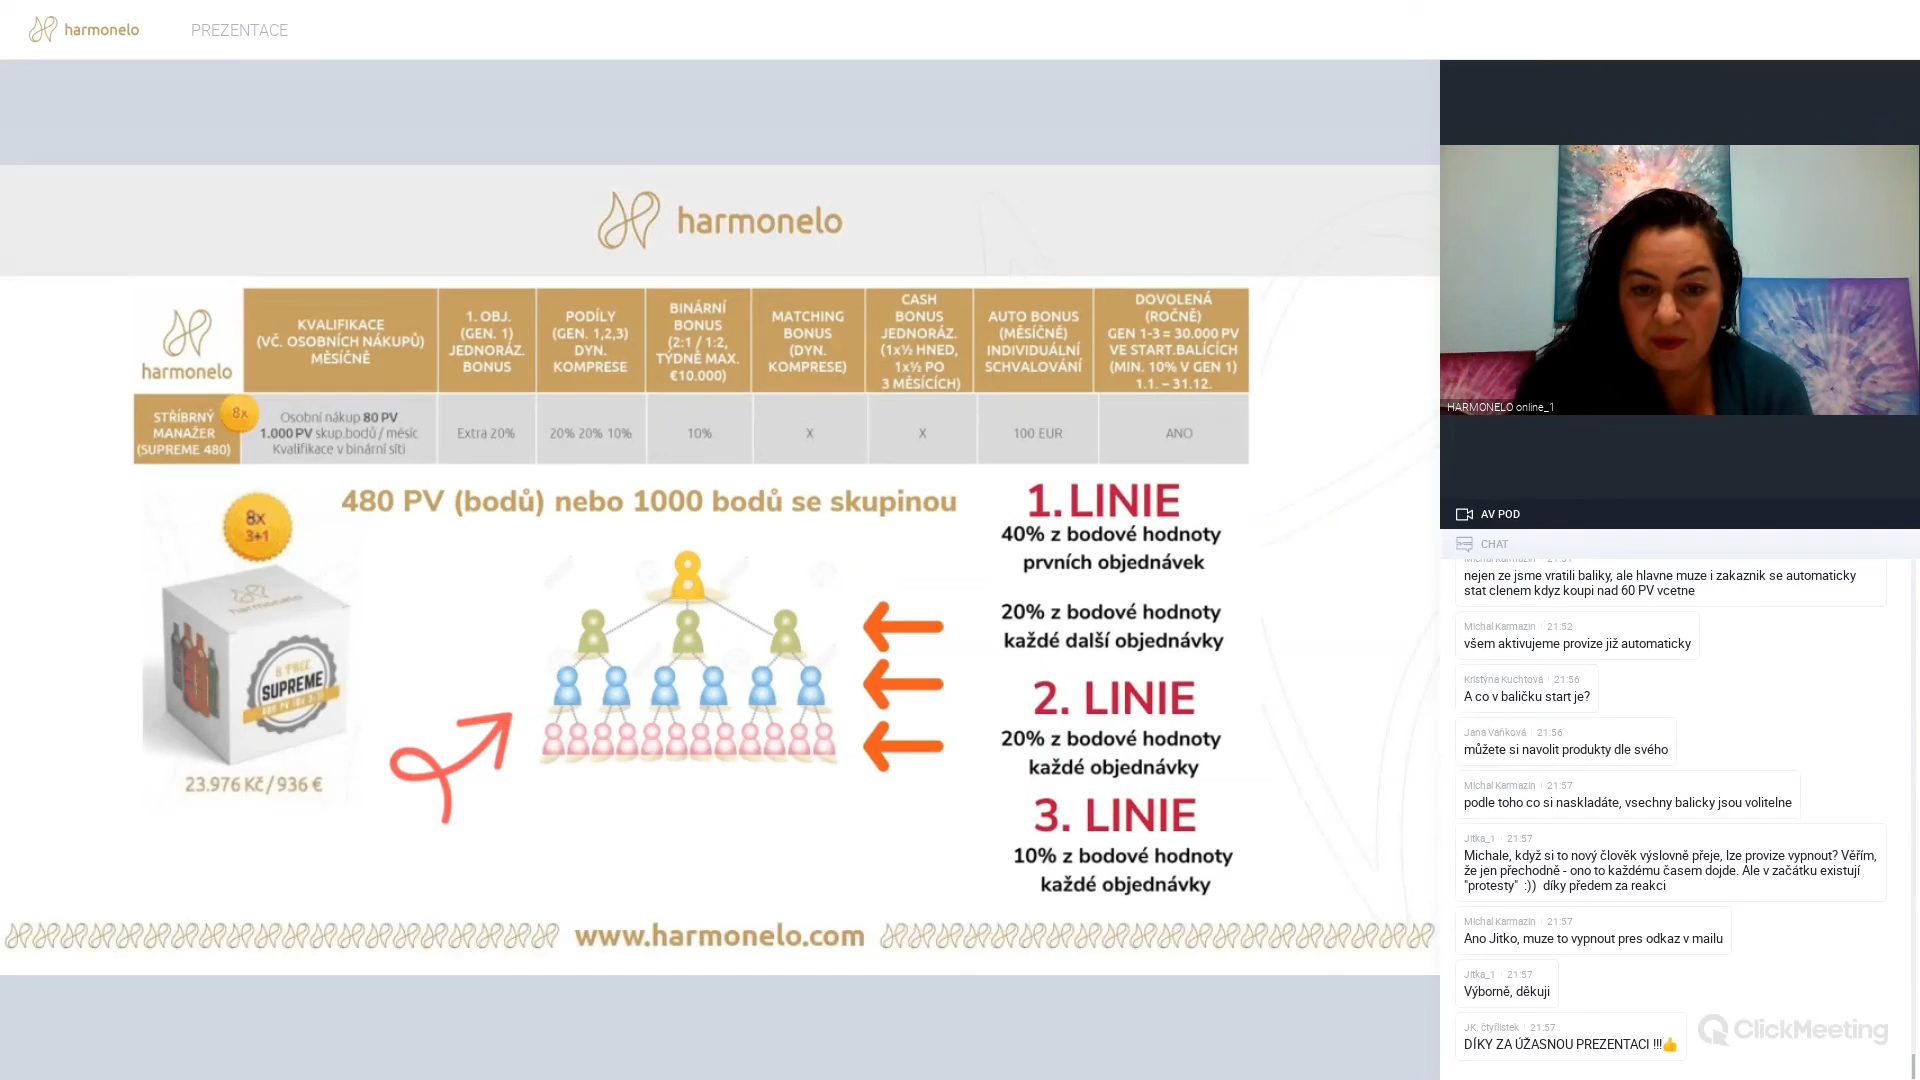 harmonelo
PREZENTACE
harmonelo
harmonelo
KVALIFIKACE
(VČ. OSOBNÍCH NÁKUPŮ)
MĚSÍČNĚ
1. OBJ.
(GEN. 1)
JEDNORÁZ.
BONUS
PODÍLY
(GEN. 1,2,3)
DYN.
KOMPRESE
BINÁRNÍ
BONUS
(2:1 / 1:2,
TÝDNĚ MAX.
€10.000)
MATCHING
BONUS
(DYN.
KOMPRESE)
CASH
BONUS
JEDNORÁZ.
(1x½ HNED,
1x½ PO
3 MĚSÍCÍCH)
AUTO BONUS
(MĚSÍČNĚ)
INDIVIDUÁLNÍ
SCHVALOVÁNÍ
DOVOLENÁ
(ROČNĚ)
GEN 1-3 = 30.000 PV
VE START.BALÍCÍCH
(MIN. 10% V GEN 1)
1.1. – 31.12.
STŘÍBRNÝ
MANAŽER
(SUPREME 480)
8x
Osobní nákup 80 PV
1.000 PV skup.bodů / měsíc
Kvalifikace v binární síti
Extra 20%
20% 20% 10%
10%
X
X
100 EUR
ANO
480 PV (bodů) nebo 1000 bodů se skupinou
8x
3+1
harmonelo
SUPREME
23.976 Kč / 936 €
1. LINIE
40% z bodové hodnoty
prvních objednávek
20% z bodové hodnoty
každé další objednávky
2. LINIE
20% z bodové hodnoty
každé objednávky
3. LINIE
10% z bodové hodnoty
každé objednávky
www.harmonelo.com
HARMONELO online_1
AV POD
CHAT
Michal Karmazin 21:51
nejen ze jsme vratili baliky, ale hlavne muze i zakaznik se automaticky
stat clenem kdyz koupi nad 60 PV vcetne
Michal Karmazin 21:52
všem aktivujeme provize již automaticky
Kristýna Kuchtová 21:56
A co v baličku start je?
Jana Vaňková 21:56
můžete si navolit produkty dle svého
Michal Karmazin 21:57
podle toho co si naskladáte, vsechny balicky jsou volitelne
Jitka_1 21:57
Michale, když si to nový člověk výslovně přeje, lze provize vypnout? Věřím,
že jen přechodně - ono to každému časem dojde. Ale v začátku existují
"protesty" :)) díky předem za reakci
Michal Karmazin 21:57
Ano Jitko, muze to vypnout pres odkaz v mailu
Jitka_1 21:57
Výborně, děkuji
JK. čtyřlístek 21:57
DÍKY ZA ÚŽASNOU PREZENTACI !!!👍
ClickMeeting